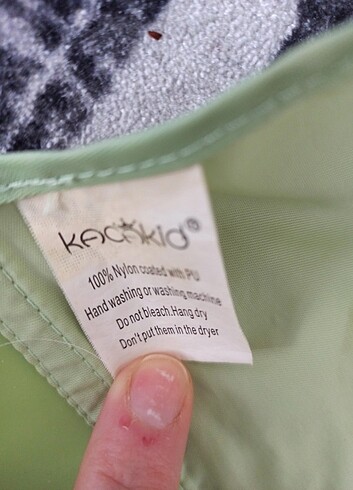 KACAKID®
100% Nylon coated with PU
Hand washing or washing machine
Do not bleach.Hang dry
Don't put them in the dryer